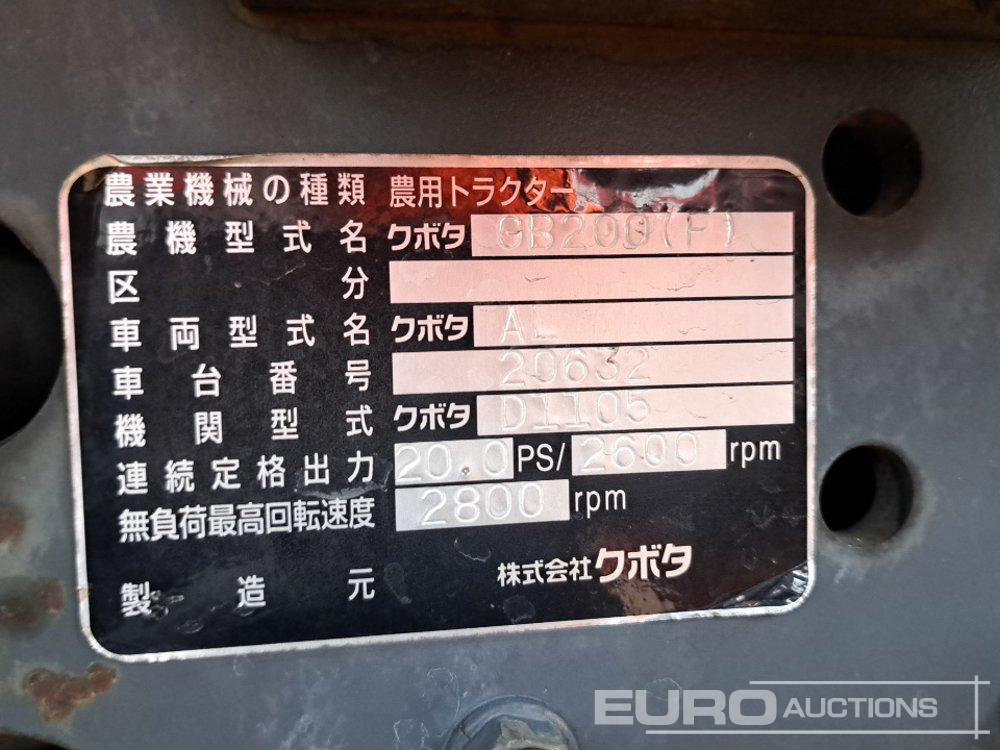 農業機械の種類 農用トラクター
農機型式名 クボタ GB200(F)
区分
車両型式名 クボタ AL
車台番号 20632
機関型式 クボタ D1105
連続定格出力 20.0 PS/ 2600 rpm
無負荷最高回転速度 2800 rpm
製造元 株式会社クボタ
EURO AUCTIONS